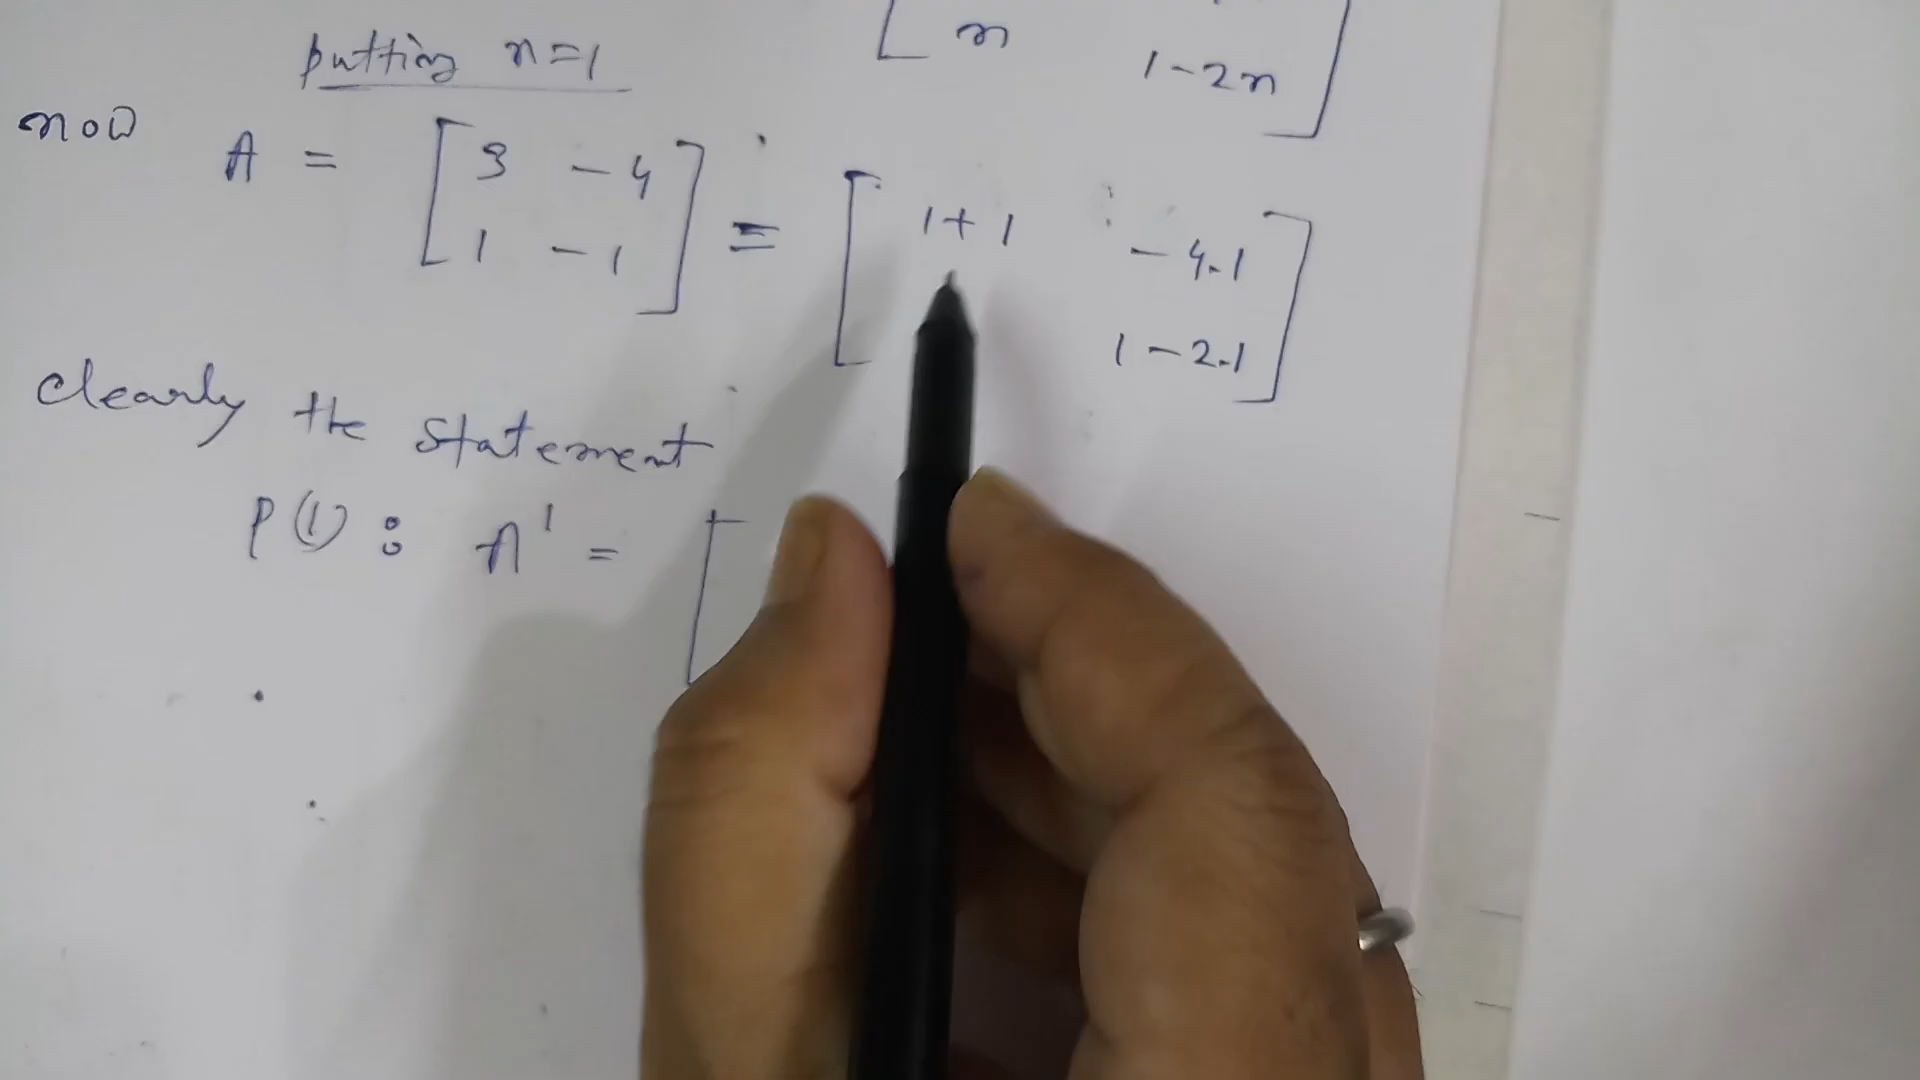 n
1-2n
putting n=1
now A = [ 3 -4
1 -1 ] = [ 1+1 -4.1
1-2.1 ]
clearly the statement
P(1) : A¹ = [